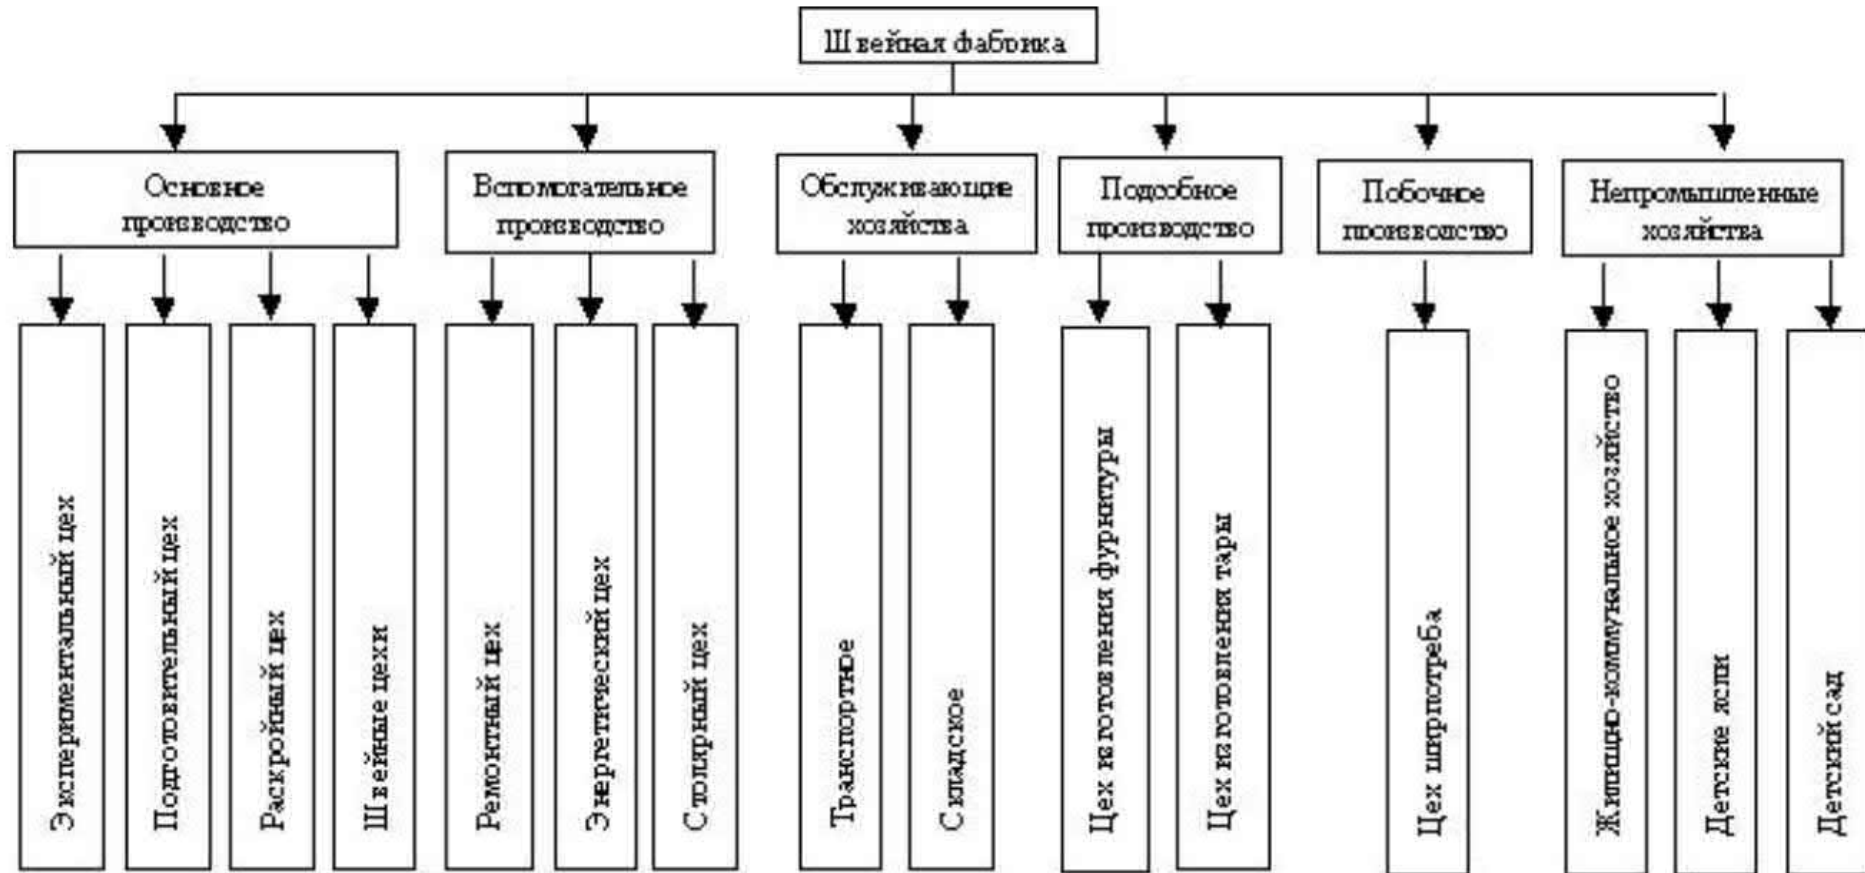 Швейная фабрика
Основное
производство
Вспомогательное
производство
Обслуживающие
хозяйства
Подсобное
производство
Побочное
производство
Непромышленные
хозяйства
Экспериментальный цех
Подготовительный цех
Раскройный цех
Швейные цехи
Ремонтный цех
Энергетический цех
Столярный цех
Транспортное
Складское
Цех изготовления фурнитуры
Цех изготовления тары
Цех ширпотреба
Жилищно-коммунальное хозяйство
Детские ясли
Детский сад